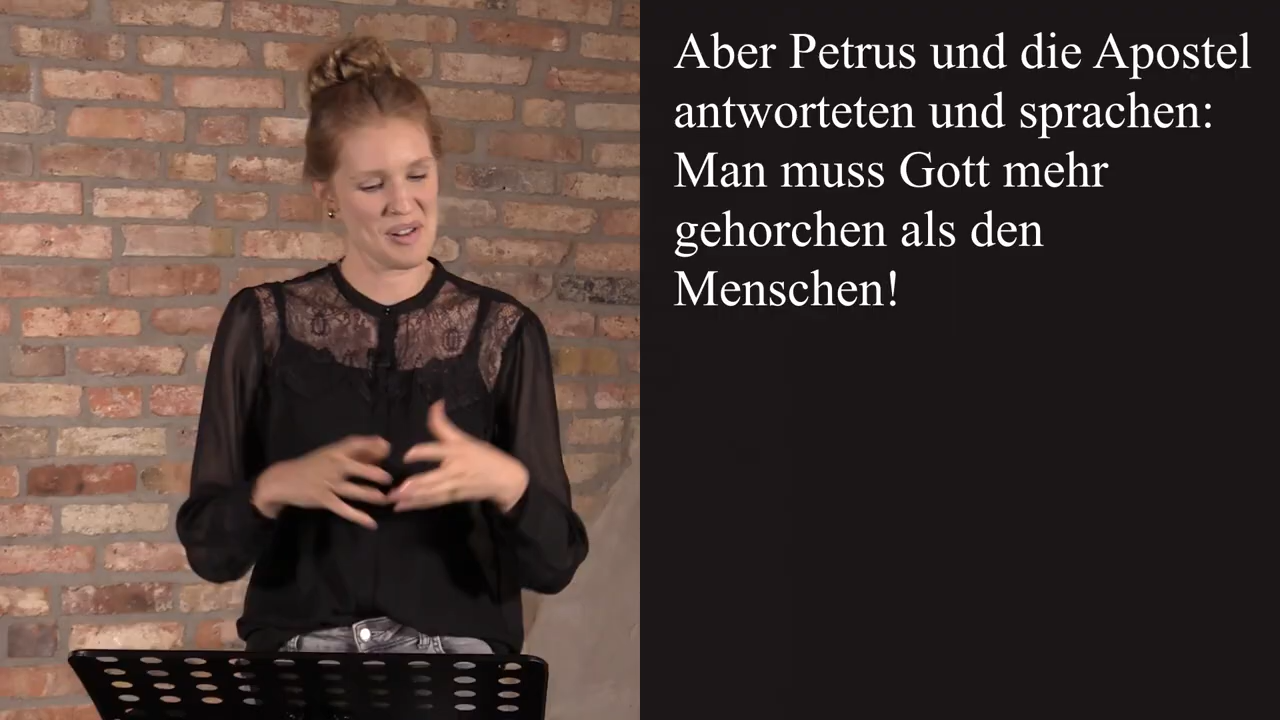 Aber Petrus und die Apostel
antworteten und sprachen:
Man muss Gott mehr
gehorchen als den
Menschen!